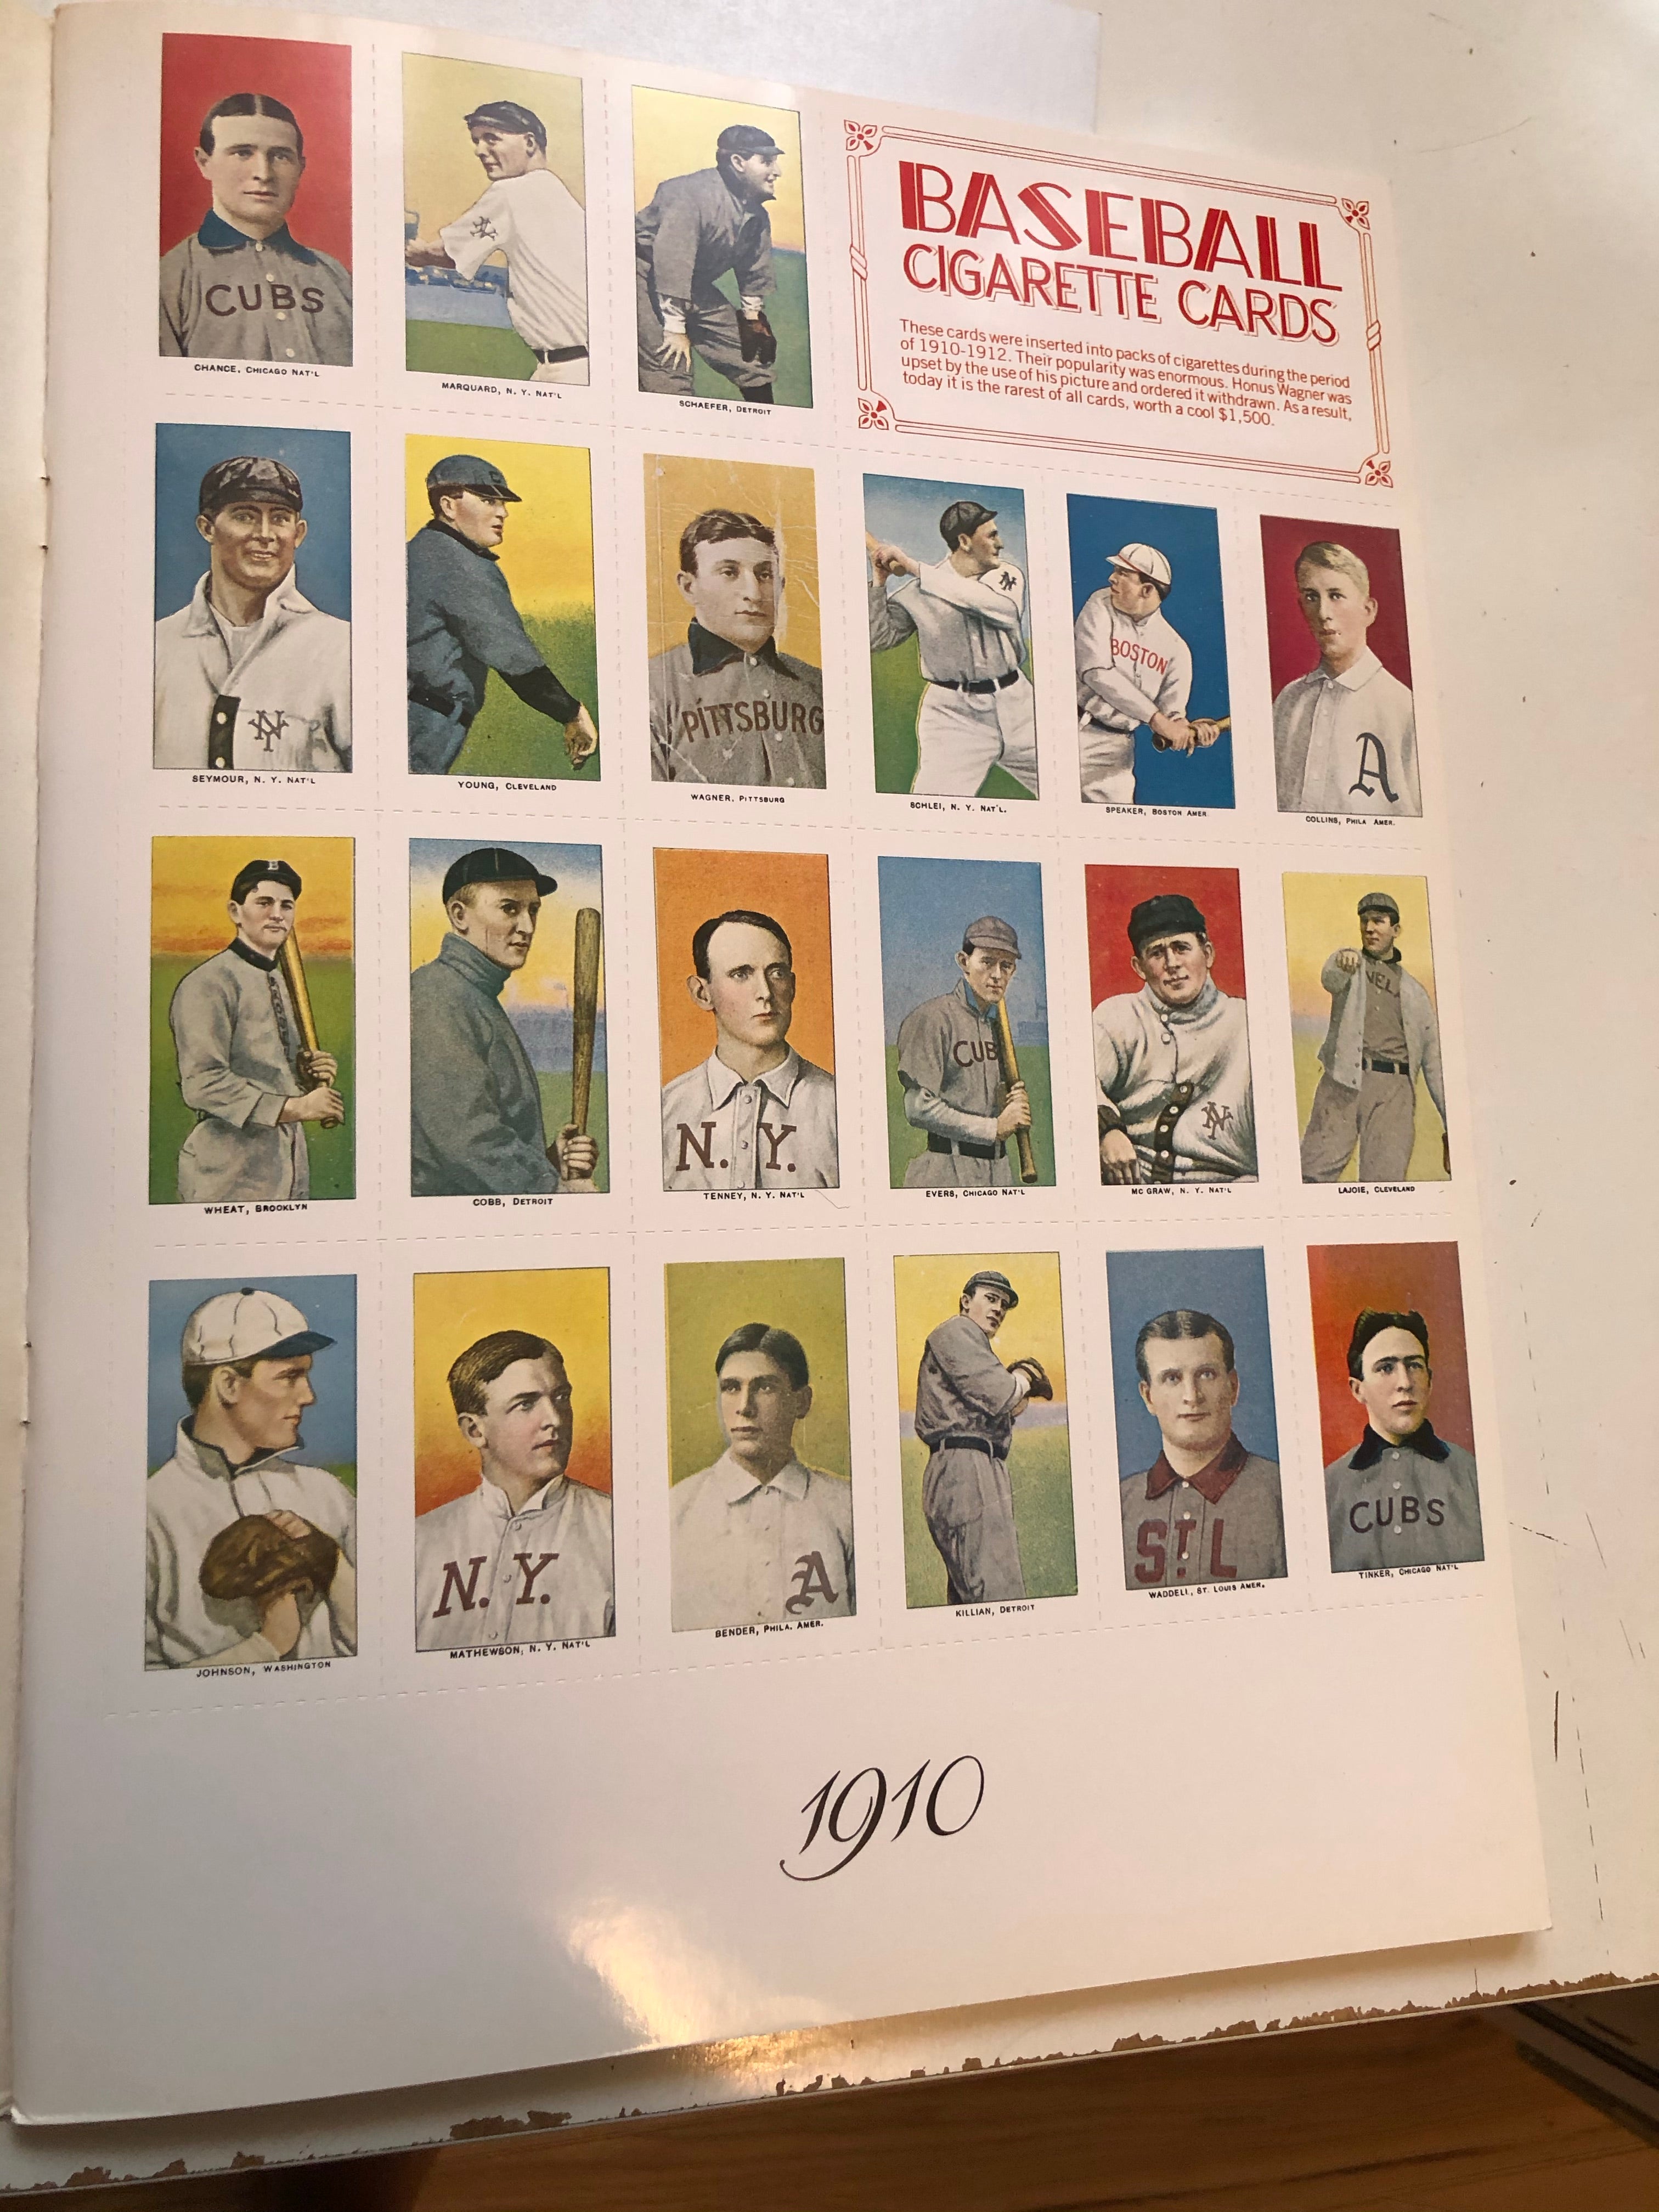 BASEBALL
CIGARETTE CARDS
These cards were inserted into packs of cigarettes during the period
of 1910-1912. Their popularity was enormous. Honus Wagner was
upset by the use of his picture and ordered it withdrawn. As a result,
today it is the rarest of all cards, worth a cool $1,500.
CUBS
CHANCE, CHICAGO NAT'L
NY
MARQUARD, N. Y. NAT'L
SCHAEFER, DETROIT
NY
SEYMOUR, N. Y. NAT'L
YOUNG, CLEVELAND
PITTSBURG
WAGNER, PITTSBURG
NY
SCHLEI, N. Y. NAT'L.
BOSTON
SPEAKER, BOSTON AMER.
A
COLLINS, PHILA AMER.
B
WHEAT, BROOKLYN
COBB, DETROIT
N. Y.
TENNEY, N. Y. NAT'L
CUB
EVERS, CHICAGO NAT'L
NY
MC GRAW, N. Y. NAT'L
VEL
LAJOIE, CLEVELAND
JOHNSON, WASHINGTON
N. Y.
MATHEWSON, N. Y. NAT'L
A
BENDER, PHILA. AMER.
KILLIAN, DETROIT
ST. L
WADDELL, ST. LOUIS AMER.
CUBS
TINKER, CHICAGO NAT'L
1910